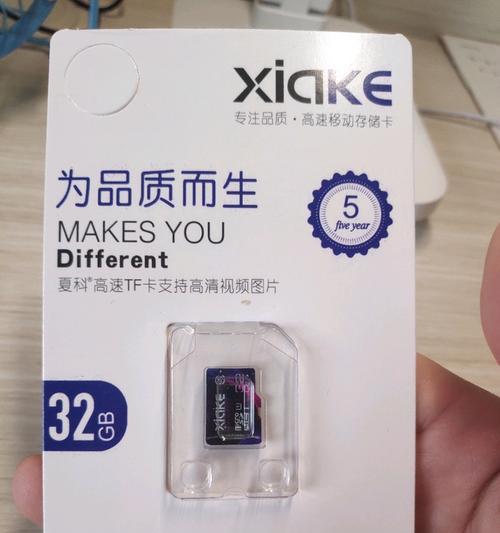 XIAKE
专注品质·高速移动存储卡
为品质而生
MAKES YOU
Different
夏科®高速TF卡支持高清视频图片
5
five year
32GB
XIAKE
micro